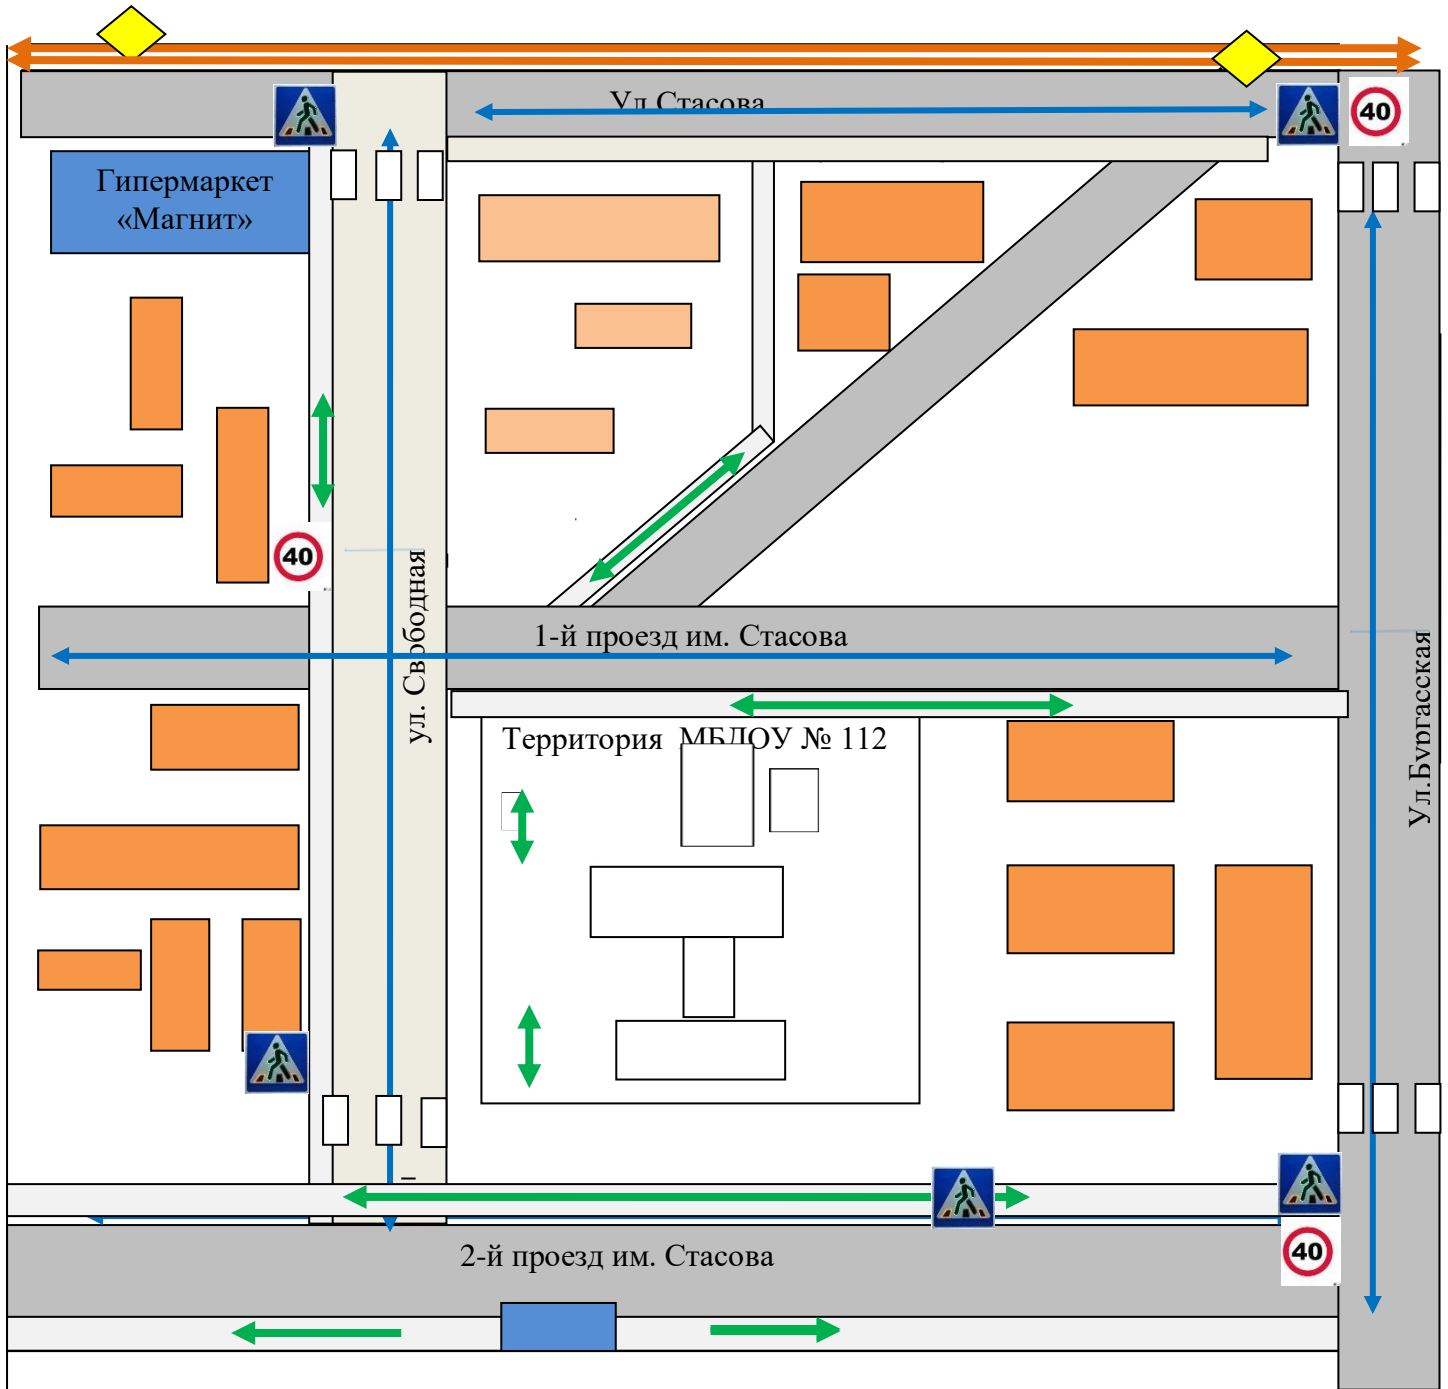 Ул.Стасова
40
Гипермаркет
«Магнит»
40
ул. Свободная
1-й проезд им. Стасова
Ул.Бургасская
Территория МБДОУ № 112
40
2-й проезд им. Стасова